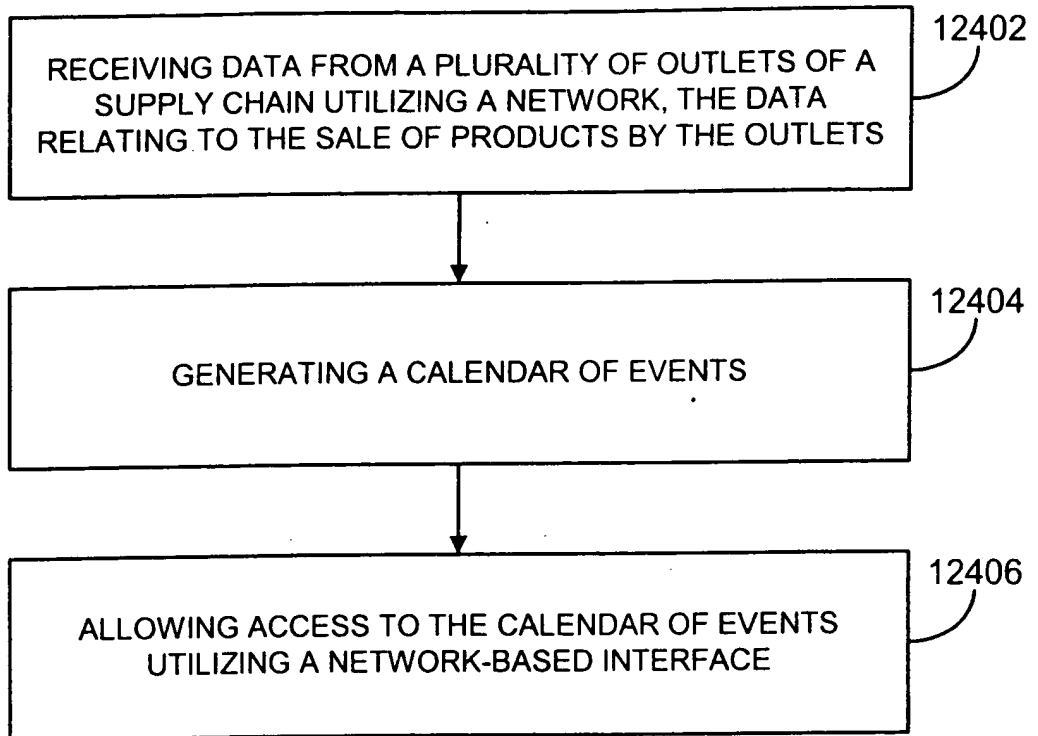 12402
RECEIVING DATA FROM A PLURALITY OF OUTLETS OF A
SUPPLY CHAIN UTILIZING A NETWORK, THE DATA
RELATING TO THE SALE OF PRODUCTS BY THE OUTLETS
12404
GENERATING A CALENDAR OF EVENTS
12406
ALLOWING ACCESS TO THE CALENDAR OF EVENTS
UTILIZING A NETWORK-BASED INTERFACE